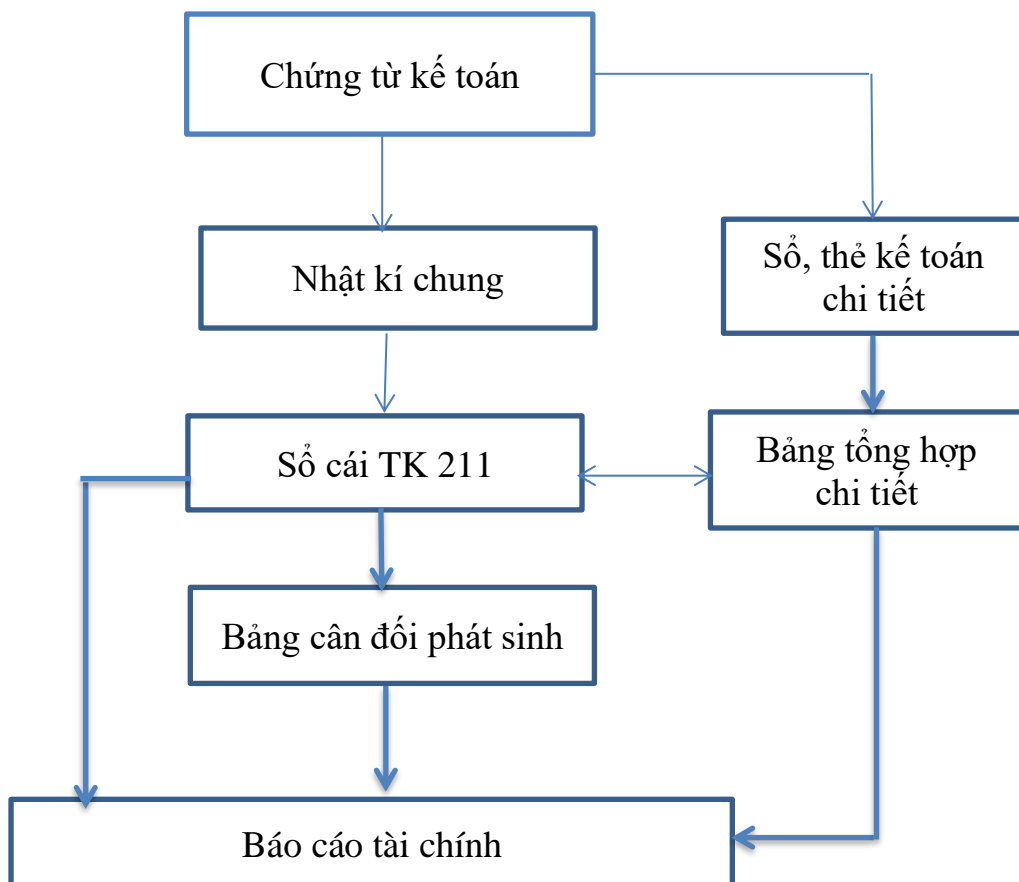 Chứng từ kế toán
Nhật kí chung
Sổ, thẻ kế toán
chi tiết
Sổ cái TK 211
Bảng tổng hợp
chi tiết
Bảng cân đối phát sinh
Báo cáo tài chính